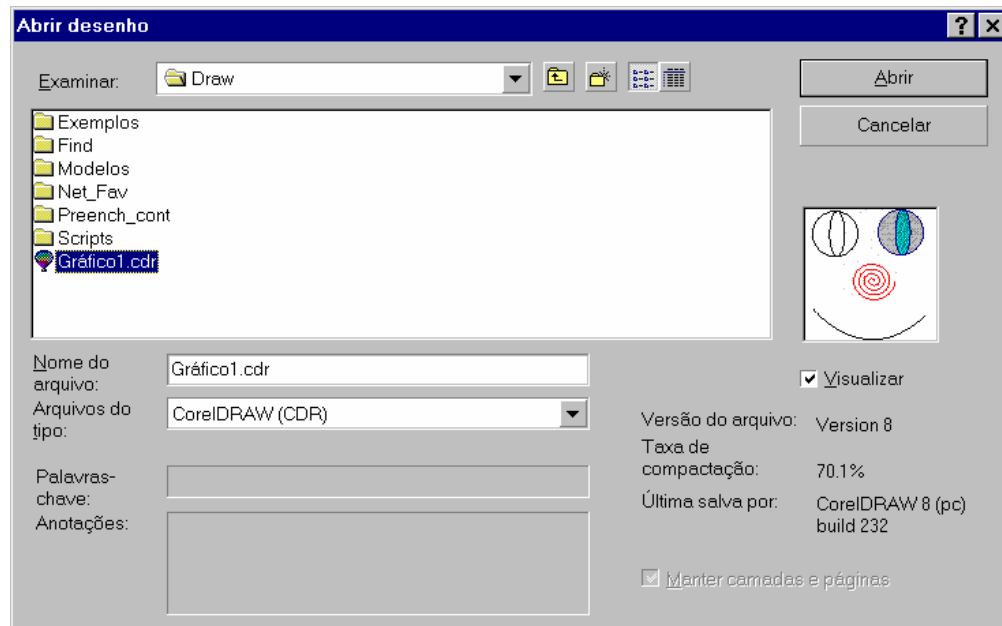 Abrir desenho
Examinar: Draw
Abrir
Exemplos
Find
Modelos
Net_Fav
Preench_cont
Scripts
Gráfico1.cdr
Cancelar
Nome do
arquivo: Gráfico1.cdr
Arquivos do
tipo: CorelDRAW (CDR)
Palavras-
chave:
Anotações:
Visualizar
Versão do arquivo: Version 8
Taxa de
compactação: 70.1%
Última salva por: CorelDRAW 8 (pc)
build 232
Manter camadas e páginas